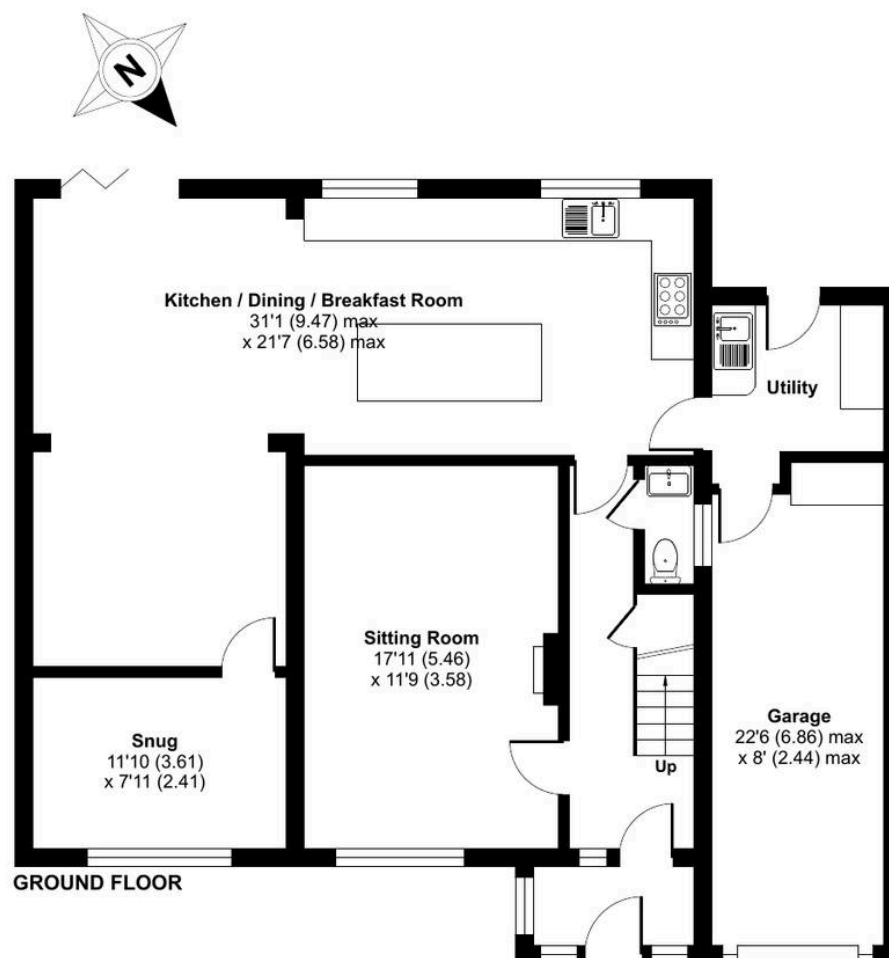 N
Kitchen / Dining / Breakfast Room
31'1 (9.47) max
x 21'7 (6.58) max
Utility
Sitting Room
17'11 (5.46)
x 11'9 (3.58)
Snug
11'10 (3.61)
x 7'11 (2.41)
Garage
22'6 (6.86) max
x 8' (2.44) max
Up
GROUND FLOOR